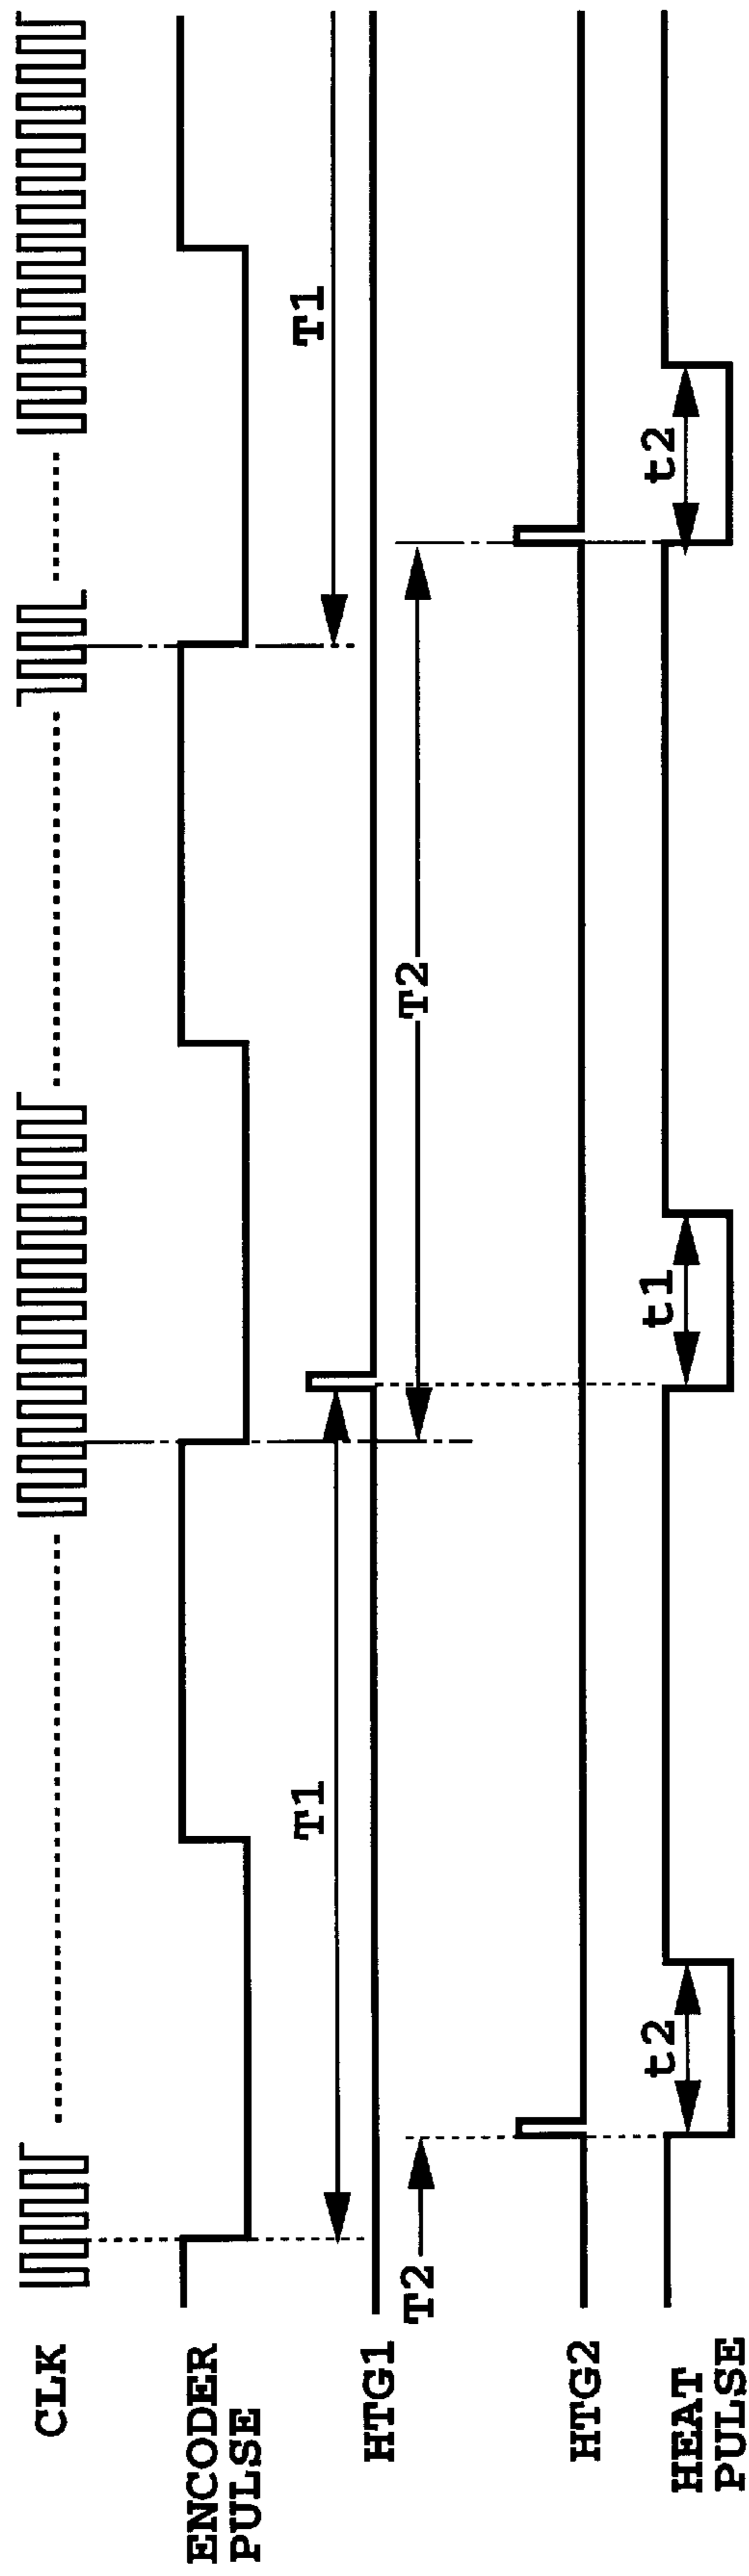 CLK
ENCODER
PULSE
T1
T1
HTG1
T2
T2
HTG2
t2
t1
t2
HEAT
PULSE